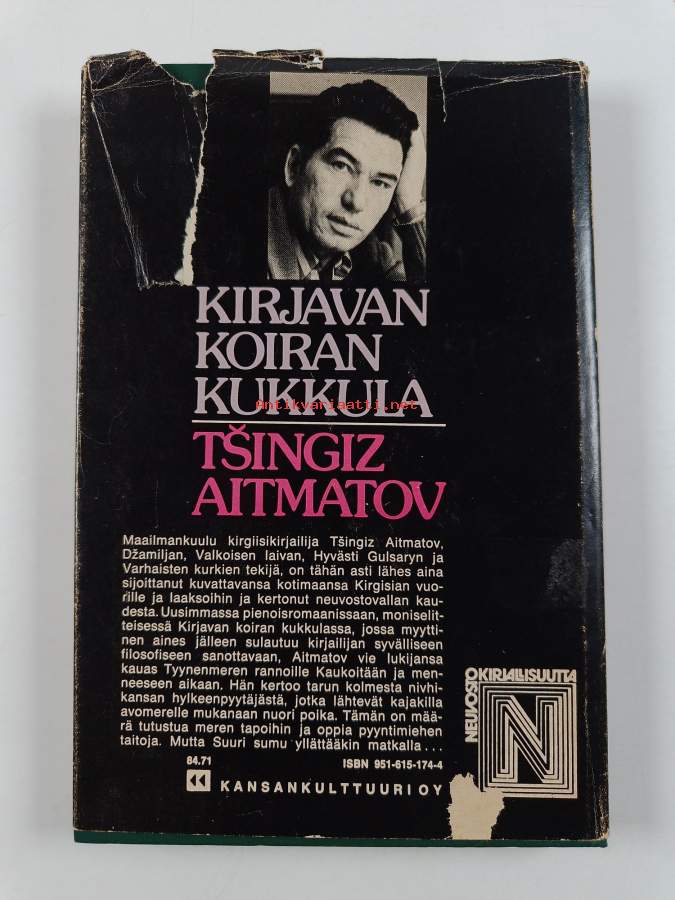 KIRJAVAN
KOIRAN
KUKKULA
Antikvariaatti.net
TŠINGIZ
AITMATOV
Maailmankuulu kirgiisikirjailija Tšingiz Aitmatov,
Džamiljan, Valkoisen laivan, Hyvästi Gulsaryn ja
Varhaisten kurkien tekijä, on tähän asti lähes aina
sijoittanut kuvattavansa kotimaansa Kirgisian vuo-
rille ja laaksoihin ja kertonut neuvostovallan kau-
desta. Uusimmassa pienoisromaanissaan, moniselit-
teisessä Kirjavan koiran kukkulassa, jossa myytti-
nen aines jälleen sulautuu kirjailijan syvälliseen
filosofiseen sanottavaan, Aitmatov vie lukijansa
kauas Tyynenmeren rannoille Kaukoitään ja men-
neeseen aikaan. Hän kertoo tarun kolmesta nivhi-
kansan hylkeenpyytäjästä, jotka lähtevät kajakilla
avomerelle mukanaan nuori poika. Tämän on mää-
rä tutustua meren tapoihin ja oppia pyyntimiehen
taitoja. Mutta Suuri sumu yllättääkin matkalla...
84.71 ISBN 951-615-174-4
KANSANKULTTUURI OY
NEUVOSTOKIRJALLISUUTTA
N